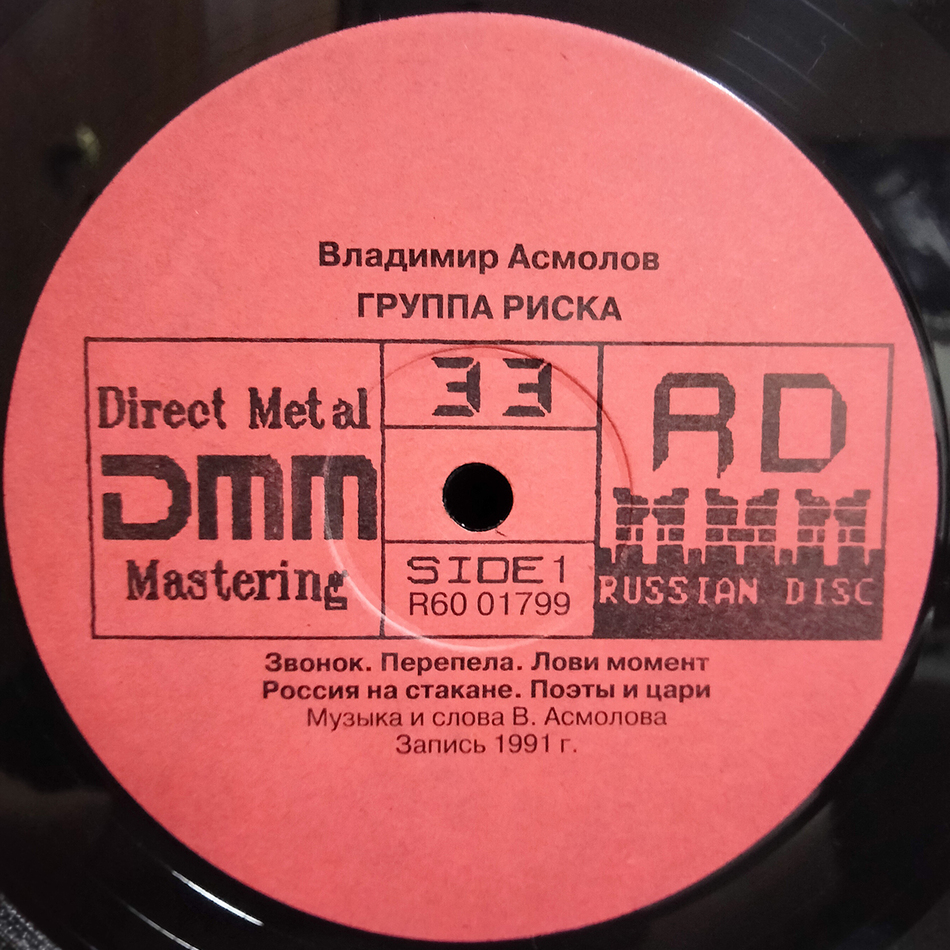 Владимир Асмолов
ГРУППА РИСКА
Direct Metal
DMM
Mastering
33
SIDE 1
R60 01799
RD
RUSSIAN DISC
Звонок. Перепела. Лови момент
Россия на стакане. Поэты и цари
Музыка и слова В. Асмолова
Запись 1991 г.